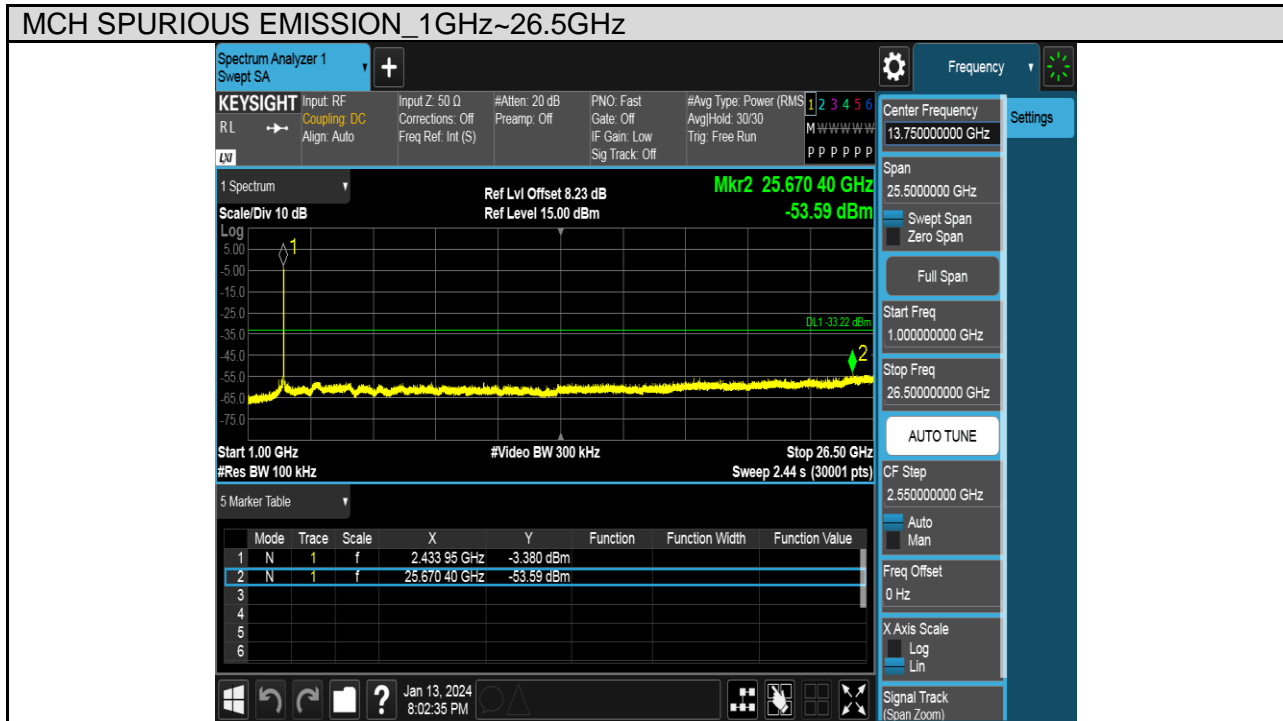 MCH SPURIOUS EMISSION_1GHz~26.5GHz
Spectrum Analyzer 1
Swept SA
+
Frequency
KEYSIGHT
RL
LXI
Input: RF
Coupling: DC
Align: Auto
Input Z: 50 Ω
Corrections: Off
Freq Ref: Int (S)
#Atten: 20 dB
Preamp: Off
PNO: Fast
Gate: Off
IF Gain: Low
Sig Track: Off
#Avg Type: Power (RMS
Avg|Hold: 30/30
Trig: Free Run
1 2 3 4 5 6
M W W W W W
P P P P P P
1 Spectrum
Scale/Div 10 dB
Ref Lvl Offset 8.23 dB
Ref Level 15.00 dBm
Mkr2 25.670 40 GHz
-53.59 dBm
Log
5.00
-5.00
-15.0
-25.0
-35.0
-45.0
-55.0
-65.0
-75.0
1
DL1 -33.22 dBm
2
Start 1.00 GHz
#Res BW 100 kHz
#Video BW 300 kHz
Stop 26.50 GHz
Sweep 2.44 s (30001 pts)
5 Marker Table
Mode Trace Scale X Y Function Function Width Function Value
1 N 1 f 2.433 95 GHz -3.380 dBm
2 N 1 f 25.670 40 GHz -53.59 dBm
3
4
5
6
?
Jan 13, 2024
8:02:35 PM
Center Frequency
13.750000000 GHz
Settings
Span
25.5000000 GHz
Swept Span
Zero Span
Full Span
Start Freq
1.000000000 GHz
Stop Freq
26.500000000 GHz
AUTO TUNE
CF Step
2.550000000 GHz
Auto
Man
Freq Offset
0 Hz
X Axis Scale
Log
Lin
Signal Track
(Span Zoom)